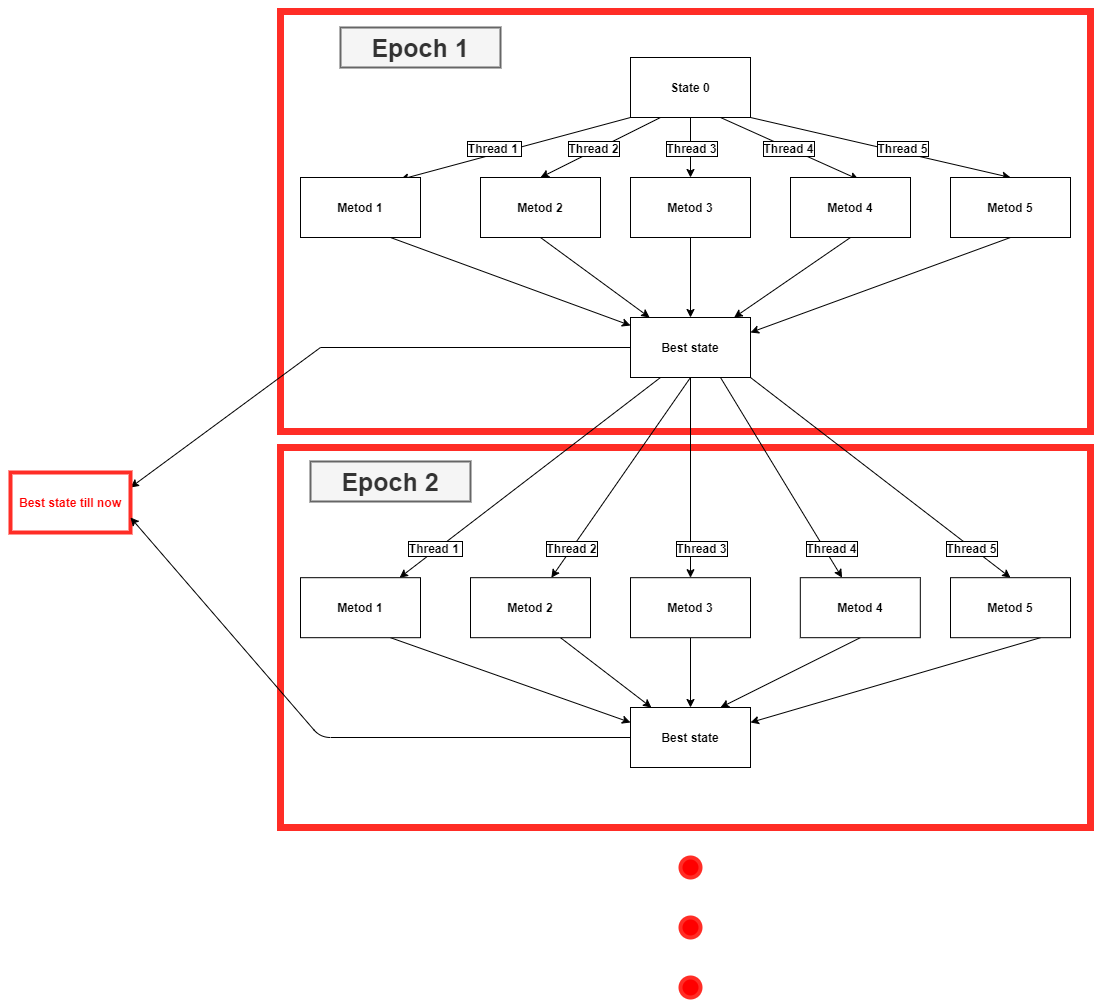 Epoch 1
State 0
Thread 1
Thread 2
Thread 3
Thread 4
Thread 5
Metod 1
Metod 2
Metod 3
Metod 4
Metod 5
Best state
Epoch 2
Best state till now
Thread 1
Thread 2
Thread 3
Thread 4
Thread 5
Metod 1
Metod 2
Metod 3
Metod 4
Metod 5
Best state